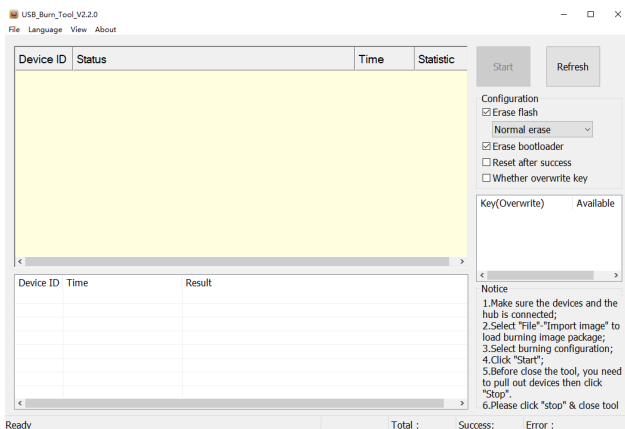 USB_Burn_Tool_V2.2.0
File Language View About
Device ID Status Time Statistic
Start Refresh
Configuration
Erase flash
Normal erase
Erase bootloader
Reset after success
Whether overwrite key
Key(Overwrite) Available
Device ID Time Result
Notice
1.Make sure the devices and the
hub is connected;
2.Select "File"-"Import image" to
load burning image package;
3.Select burning configuration;
4.Click "Start";
5.Before close the tool, you need
to pull out devices then click
"Stop".
6.Please click "stop" & close tool
Ready Total : Success: Error :